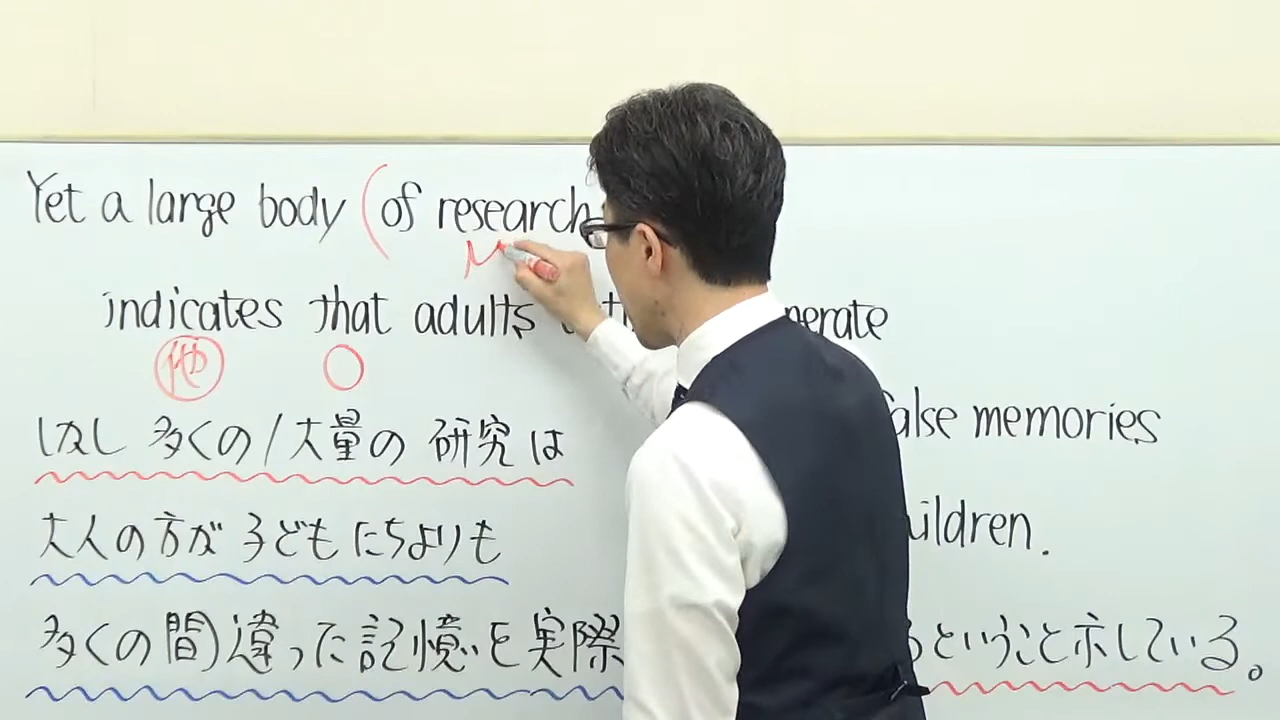 Yet a large body (of research
M
indicates that adults
nerate
他 ○
false memories
しかし 多くの/大量の 研究は
大人の方が 子どもたちよりも
children.
多くの間違った記憶を実際
るということ示している。